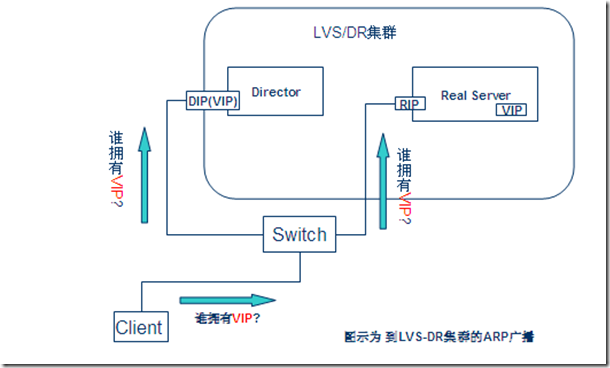 LVS/DR集群
Director
DIP(VIP)
Real Server
RIP
VIP
谁拥有VIP?
谁拥有VIP?
Switch
谁拥有VIP?
Client
图示为 到LVS-DR集群的ARP广播